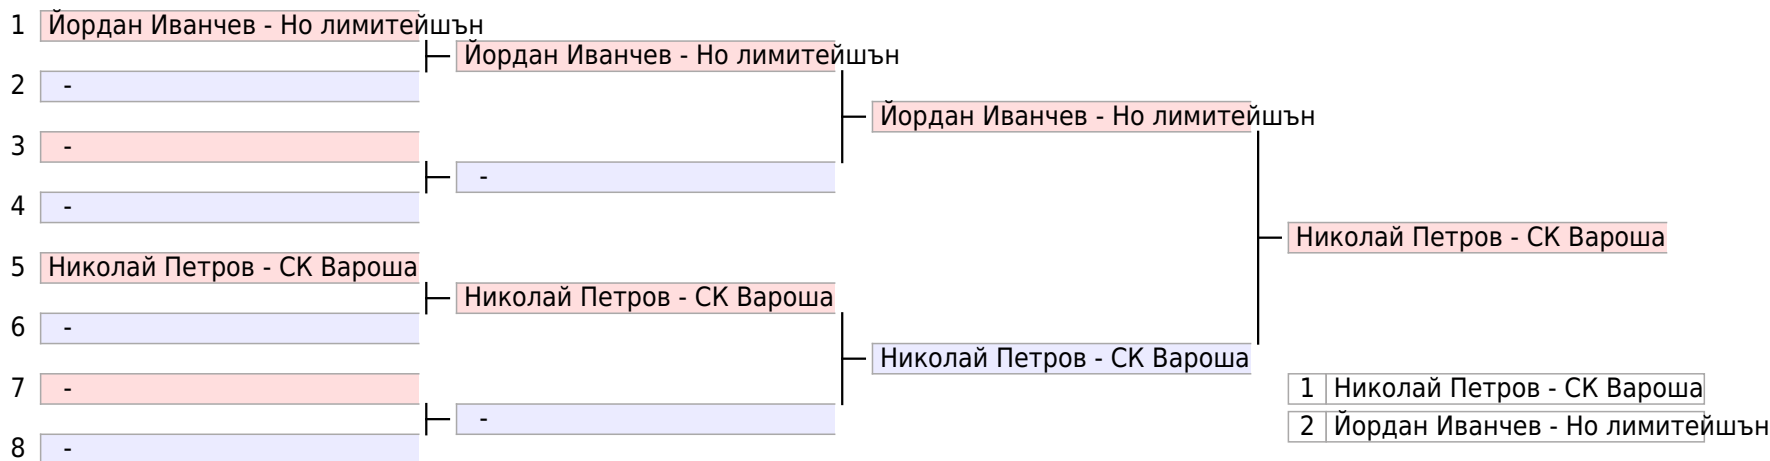 1 Йордан Иванчев - Но лимитейшън
Йордан Иванчев - Но лимитейшън
2 -
Йордан Иванчев - Но лимитейшън
3 -
-
4 -
Николай Петров - СК Вароша
5 Николай Петров - СК Вароша
Николай Петров - СК Вароша
6 -
Николай Петров - СК Вароша
7 -
1 Николай Петров - СК Вароша
-
2 Йордан Иванчев - Но лимитейшън
8 -